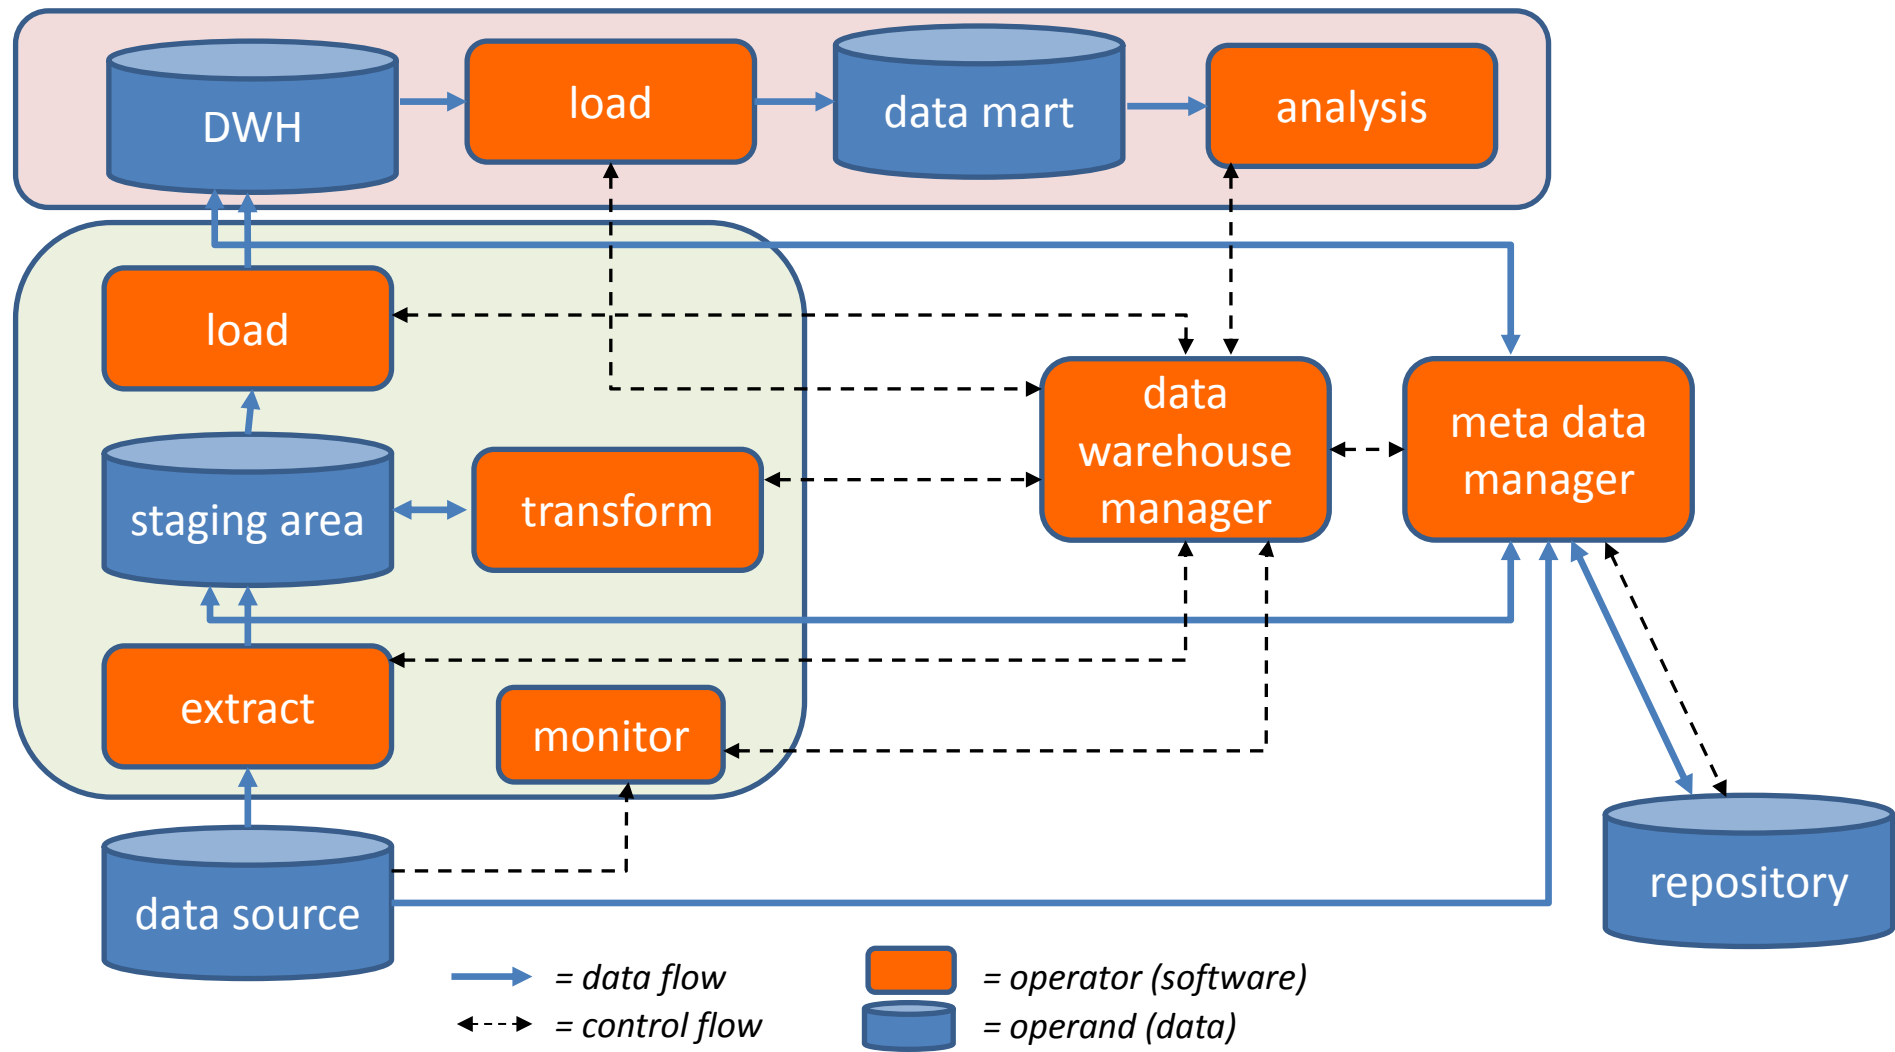 DWH
load
data mart
analysis
load
data
warehouse
manager
meta data
manager
staging area
transform
extract
monitor
data source
repository
= data flow
= operator (software)
= control flow
= operand (data)